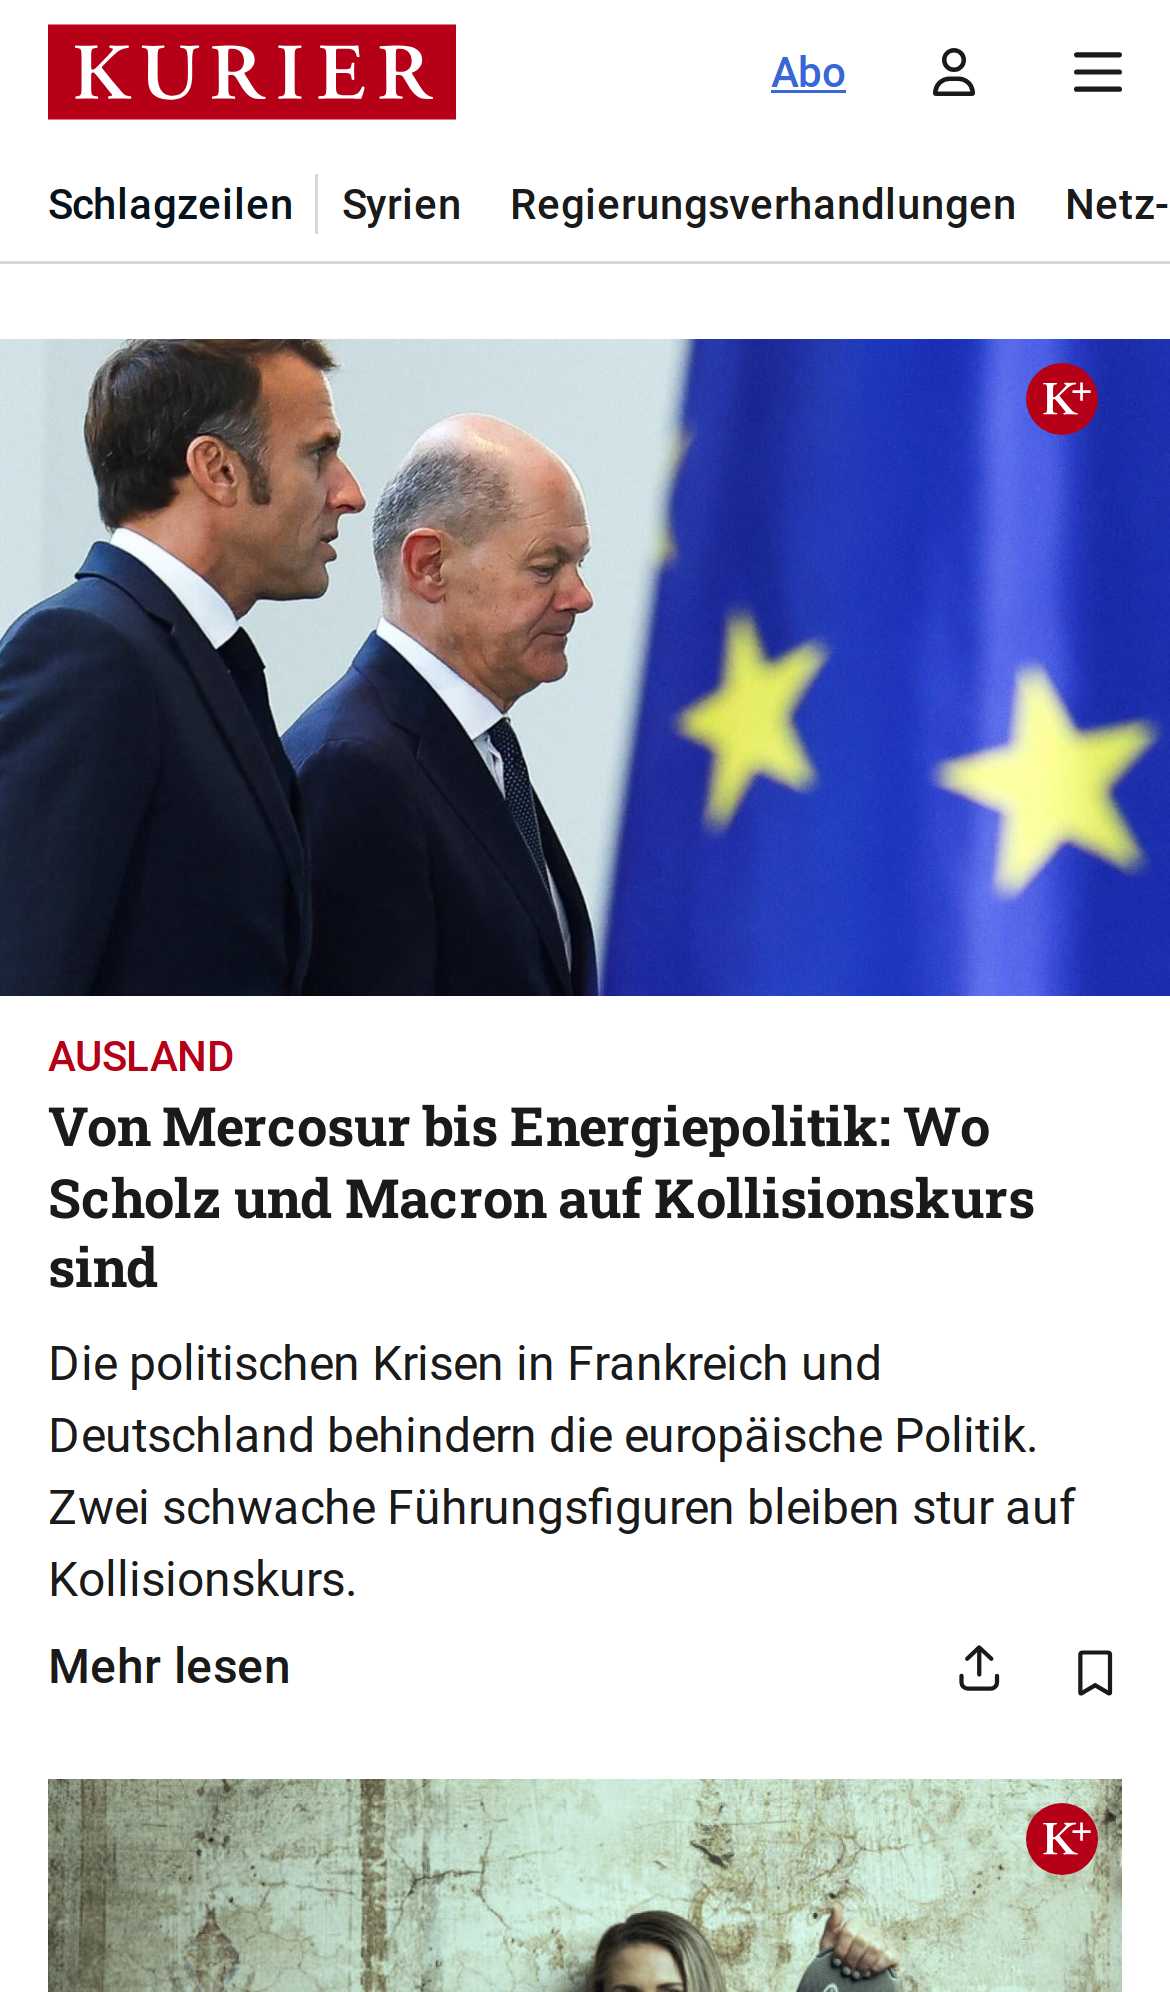 KURIER
Abo
Schlagzeilen
Syrien
Regierungsverhandlungen
Netz-
K+
AUSLAND
Von Mercosur bis Energiepolitik: Wo
Scholz und Macron auf Kollisionskurs
sind
Die politischen Krisen in Frankreich und
Deutschland behindern die europäische Politik.
Zwei schwache Führungsfiguren bleiben stur auf
Kollisionskurs.
Mehr lesen
K+